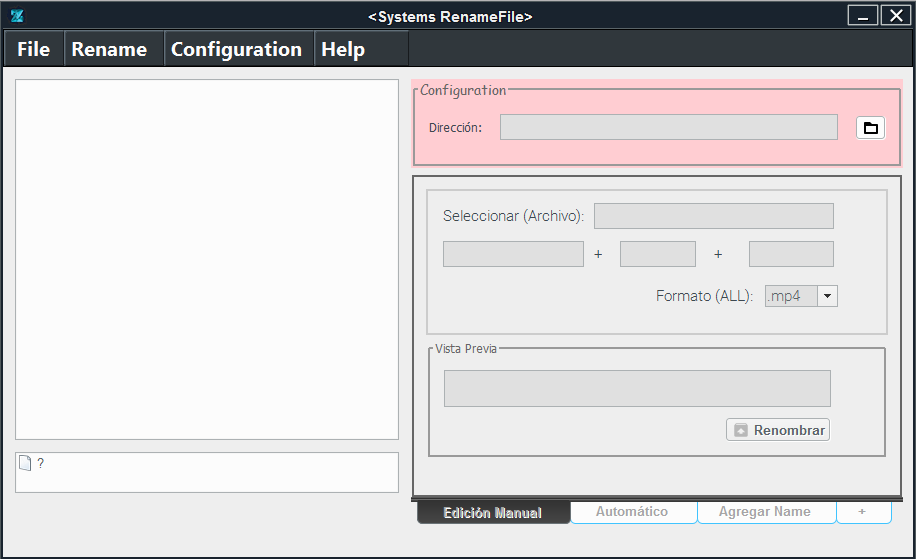 <Systems RenameFile>
File Rename Configuration Help
Configuration
Dirección:
Seleccionar (Archivo):
+ +
Formato (ALL): .mp4
Vista Previa
Renombrar
?
Edición Manual Automático Agregar Name +